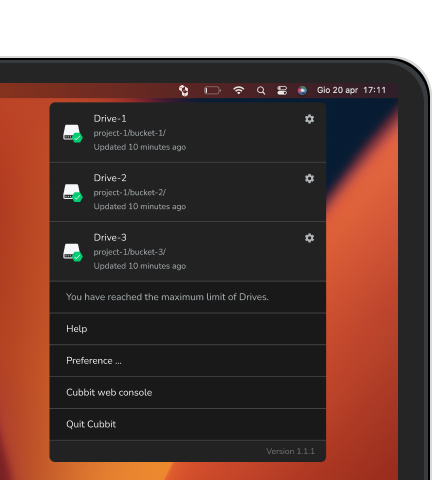 Gio 20 apr 17:11
Drive-1
project-1/bucket-1/
Updated 10 minutes ago
Drive-2
project-1/bucket-2/
Updated 10 minutes ago
Drive-3
project-1/bucket-3/
Updated 10 minutes ago
You have reached the maximum limit of Drives.
Help
Preference ...
Cubbit web console
Quit Cubbit
Version 1.1.1